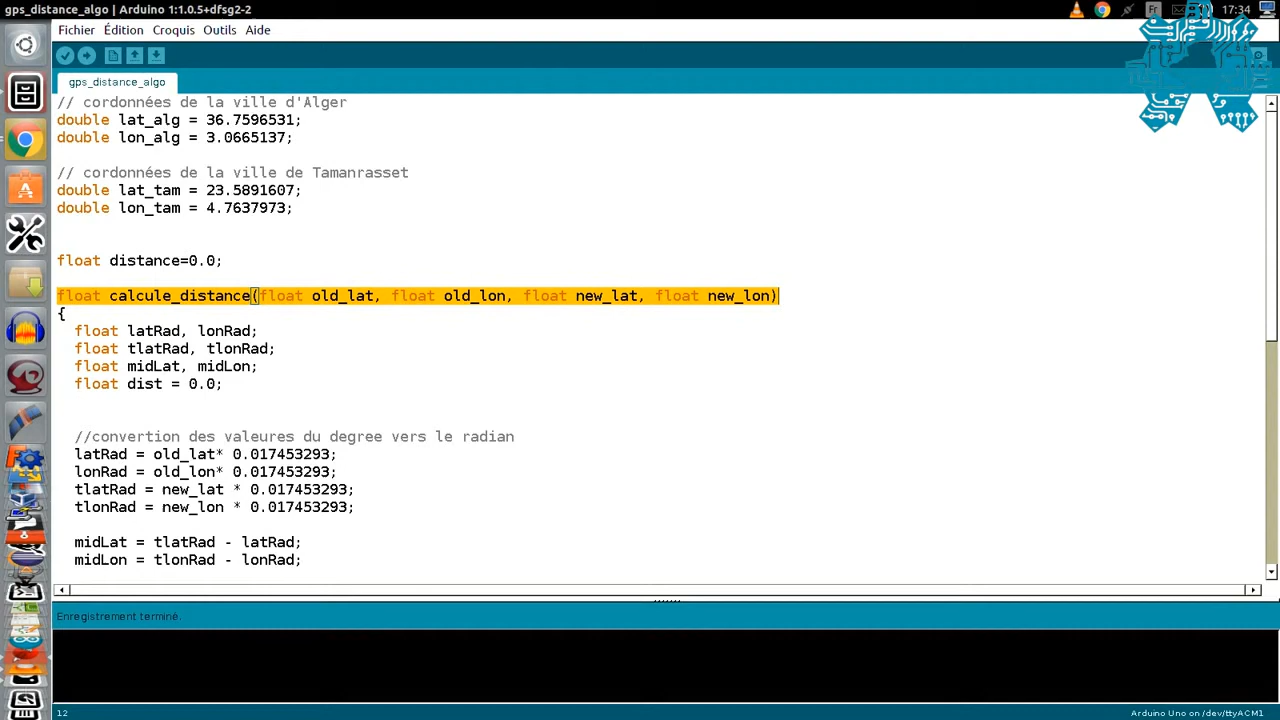 gps_distance_algo | Arduino 1:1.0.5+dfsg2-2
Fr
17:34
Fichier Édition Croquis Outils Aide
gps_distance_algo
// cordonnées de la ville d'Alger
double lat_alg = 36.7596531;
double lon_alg = 3.0665137;
// cordonnées de la ville de Tamanrasset
double lat_tam = 23.5891607;
double lon_tam = 4.7637973;
float distance=0.0;
float calcule_distance(float old_lat, float old_lon, float new_lat, float new_lon)
{
float latRad, lonRad;
float tlatRad, tlonRad;
float midLat, midLon;
float dist = 0.0;
//convertion des valeures du degree vers le radian
latRad = old_lat* 0.017453293;
lonRad = old_lon* 0.017453293;
tlatRad = new_lat * 0.017453293;
tlonRad = new_lon * 0.017453293;
midLat = tlatRad - latRad;
midLon = tlonRad - lonRad;
Enregistrement terminé.
12
Arduino Uno on /dev/ttyACM1